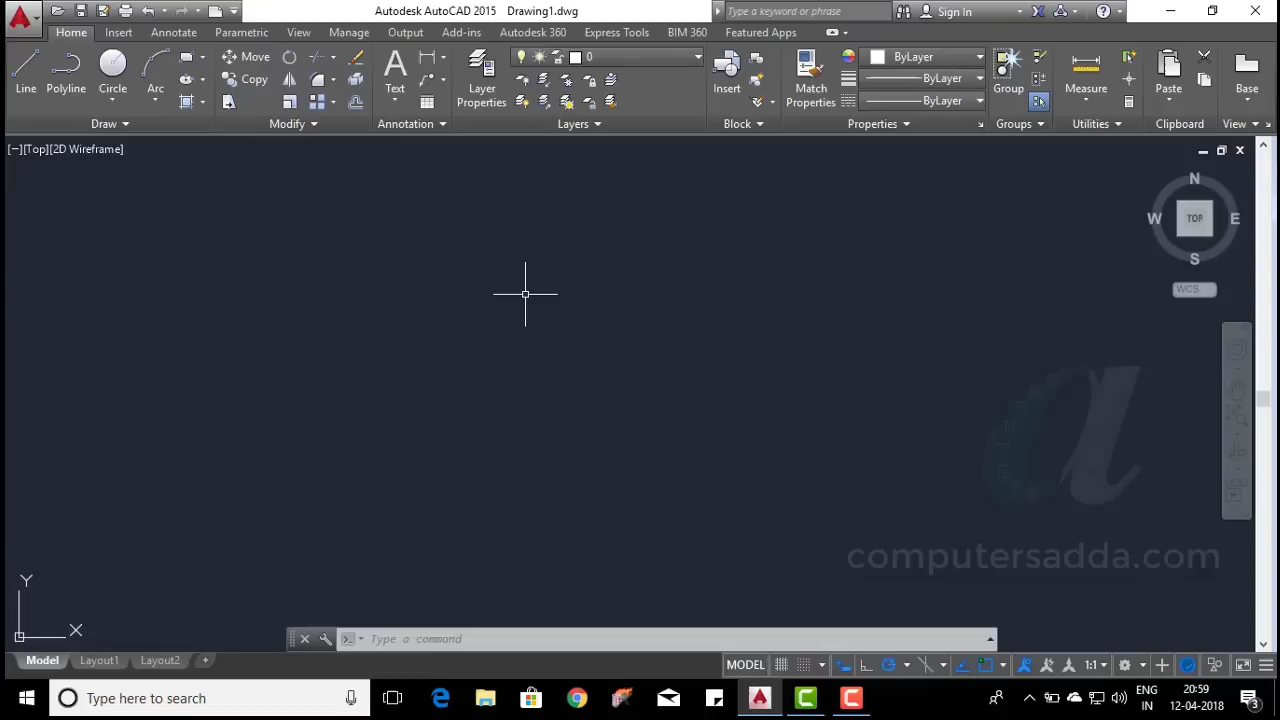 Autodesk AutoCAD 2015 Drawing1.dwg
Type a keyword or phrase
Sign In
Home Insert Annotate Parametric View Manage Output Add-ins Autodesk 360 Express Tools BIM 360 Featured Apps
Line Polyline Circle Arc
Draw
Move
Copy
Modify
Text
Annotation
Layer Properties
0
Layers
Insert
Block
Match Properties
ByLayer
ByLayer
ByLayer
Properties
Group
Groups
Measure
Utilities
Paste
Clipboard
Base
View
[−][Top][2D Wireframe]
N
W TOP E
S
WCS
computersadda.com
Y
X
Type a command
Model Layout1 Layout2 +
MODEL
1:1
Type here to search
ENG
IN
20:59
12-04-2018
3